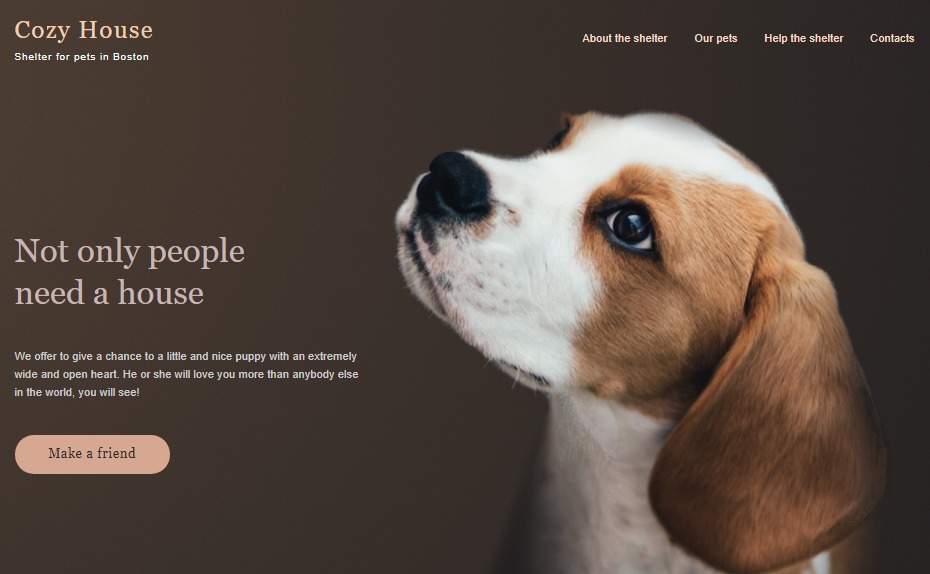 Cozy House
Shelter for pets in Boston
About the shelter Our pets Help the shelter Contacts
Not only people
need a house
We offer to give a chance to a little and nice puppy with an extremely
wide and open heart. He or she will love you more than anybody else
in the world, you will see!
Make a friend